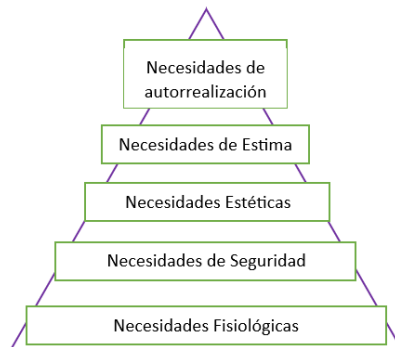 Necesidades de
autorrealización
Necesidades de Estima
Necesidades Estéticas
Necesidades de Seguridad
Necesidades Fisiológicas